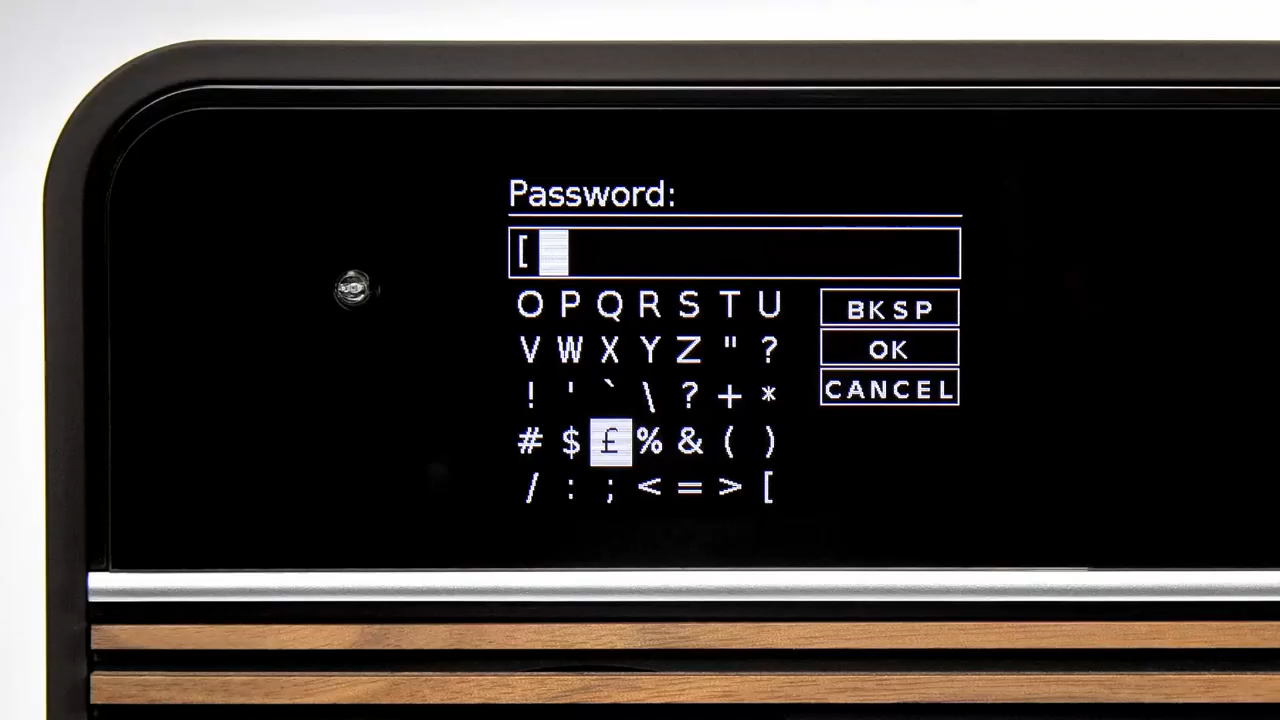 Password:
[
O P Q R S T U
BKSP
V W X Y Z " ?
OK
! ' ` \ ? + *
CANCEL
# $ £ % & ( )
/ : ; < = > [